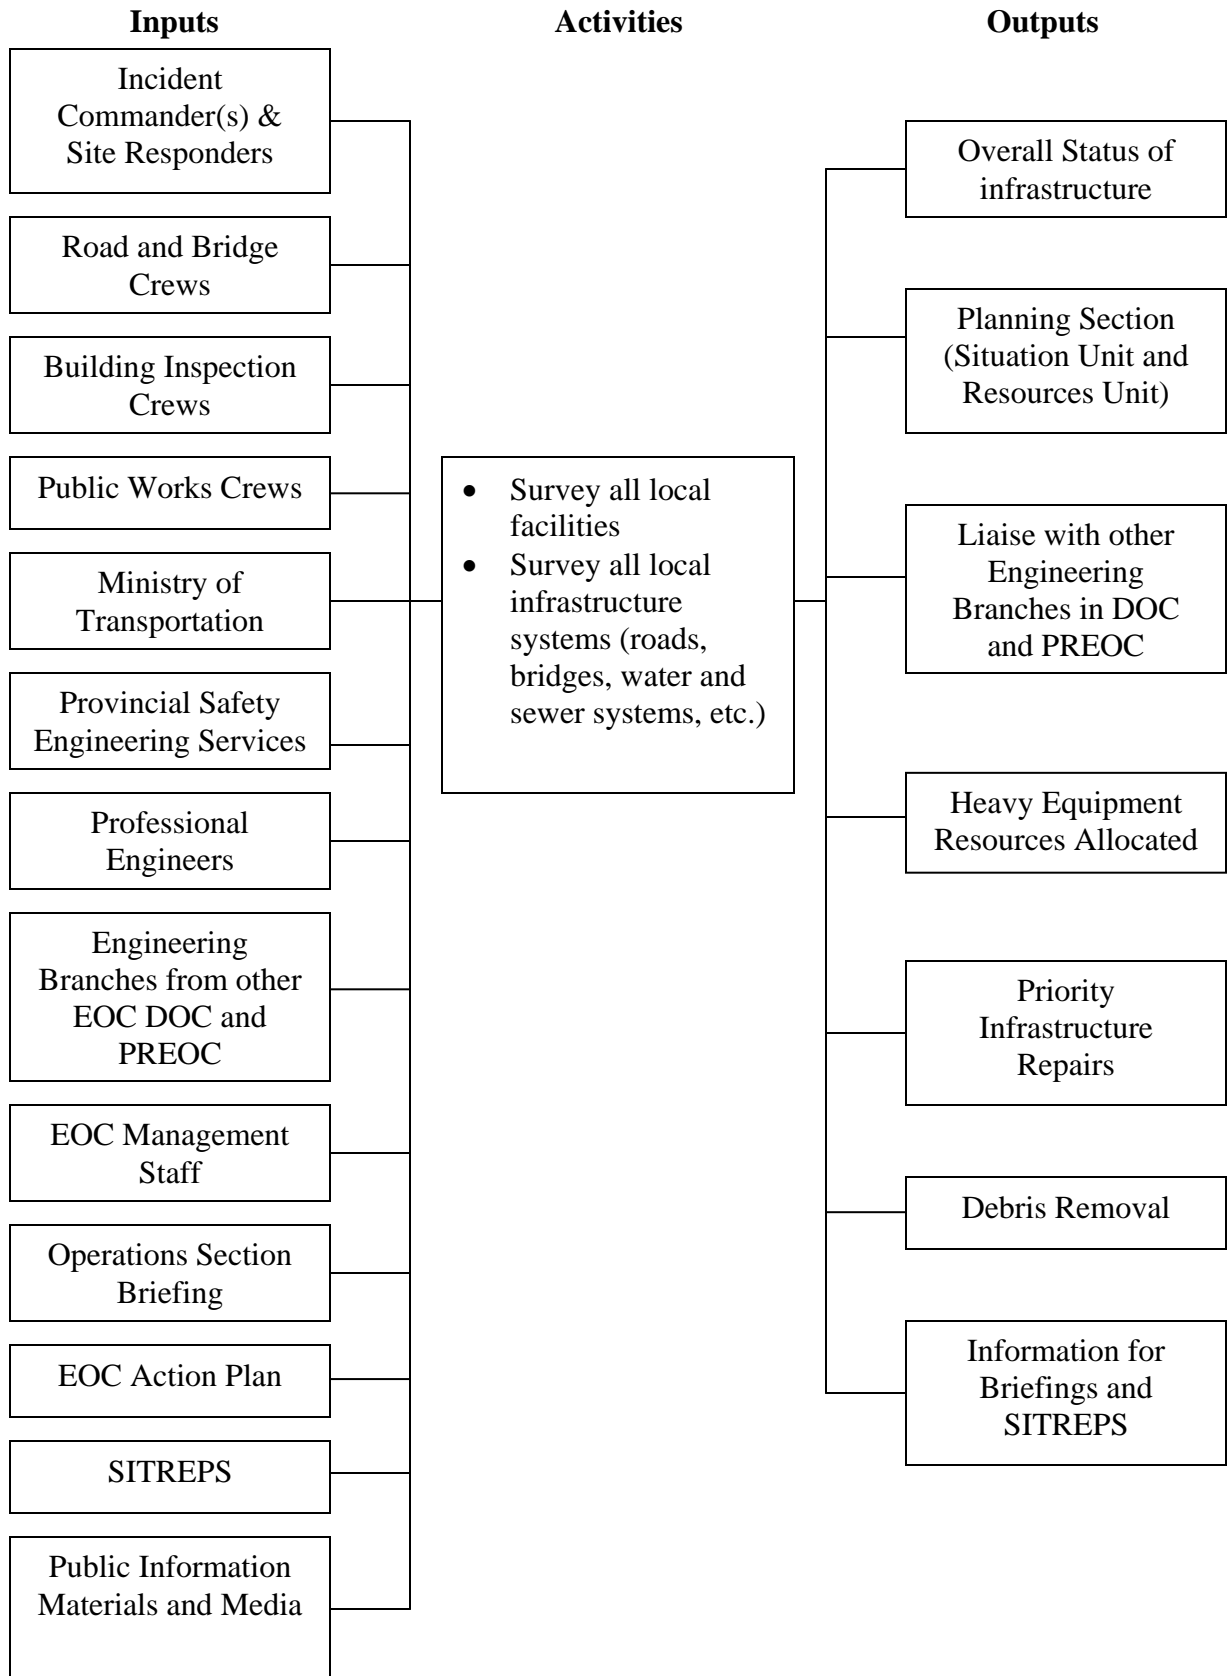 Inputs
Activities
Outputs
Incident
Commander(s) &
Site Responders
Road and Bridge
Crews
Building Inspection
Crews
Public Works Crews
Ministry of
Transportation
Provincial Safety
Engineering Services
Professional
Engineers
Engineering
Branches from other
EOC DOC and
PREOC
EOC Management
Staff
Operations Section
Briefing
EOC Action Plan
SITREPS
Public Information
Materials and Media
• Survey all local
facilities
• Survey all local
infrastructure
systems (roads,
bridges, water and
sewer systems, etc.)
Overall Status of
infrastructure
Planning Section
(Situation Unit and
Resources Unit)
Liaise with other
Engineering
Branches in DOC
and PREOC
Heavy Equipment
Resources Allocated
Priority
Infrastructure
Repairs
Debris Removal
Information for
Briefings and
SITREPS